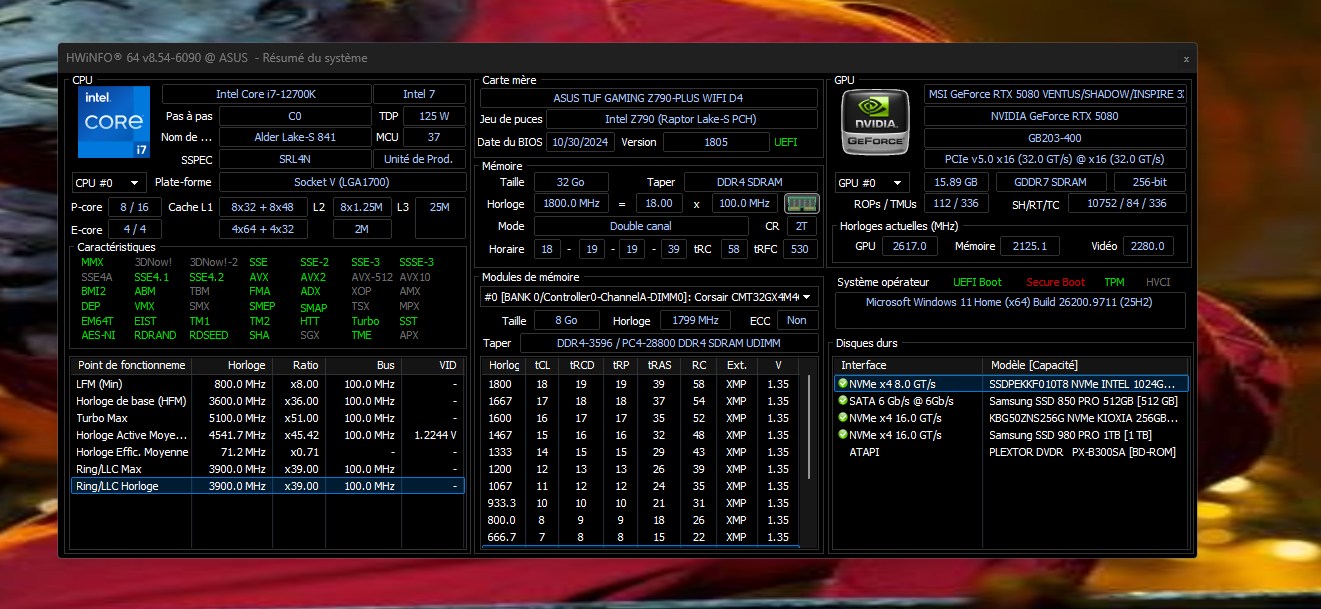 HWiNFO® 64 v8.54-6090 @ ASUS - Résumé du système
x
CPU
intel.
CORE
i7
Intel Core i7-12700K
Intel 7
Pas à pas
C0
TDP
125 W
Nom de ...
Alder Lake-S 841
MCU
37
SSPEC
SRL4N
Unité de Prod.
CPU #0
Plate-forme
Socket V (LGA1700)
P-core
8 / 16
Cache L1
8x32 + 8x48
L2
8x1.25M
L3
25M
E-core
4 / 4
4x64 + 4x32
2M
Caractéristiques
MMX 3DNow! 3DNow!-2 SSE SSE-2 SSE-3 SSSE-3
SSE4A SSE4.1 SSE4.2 AVX AVX2 AVX-512 AVX10
BMI2 ABM TBM FMA ADX XOP AMX
DEP VMX SMX SMEP SMAP TSX MPX
EM64T EIST TM1 TM2 HTT Turbo SST
AES-NI RDRAND RDSEED SHA SGX TME APX
Point de fonctionneme Horloge Ratio Bus VID
LFM (Min) 800.0 MHz x8.00 100.0 MHz -
Horloge de base (HFM) 3600.0 MHz x36.00 100.0 MHz -
Turbo Max 5100.0 MHz x51.00 100.0 MHz -
Horloge Active Moye... 4541.7 MHz x45.42 100.0 MHz 1.2244 V
Horloge Effic. Moyenne 71.2 MHz x0.71 - -
Ring/LLC Max 3900.0 MHz x39.00 100.0 MHz -
Ring/LLC Horloge 3900.0 MHz x39.00 100.0 MHz -
Carte mère
ASUS TUF GAMING Z790-PLUS WIFI D4
Jeu de puces
Intel Z790 (Raptor Lake-S PCH)
Date du BIOS
10/30/2024
Version
1805
UEFI
Mémoire
Taille
32 Go
Taper
DDR4 SDRAM
Horloge
1800.0 MHz = 18.00 x 100.0 MHz
Mode
Double canal
CR
2T
Horaire
18 - 19 - 19 - 39 tRC 58 tRFC 530
Modules de mémoire
#0 [BANK 0/Controller0-ChannelA-DIMM0]: Corsair CMT32GX4M4
Taille
8 Go
Horloge
1799 MHz
ECC
Non
Taper
DDR4-3596 / PC4-28800 DDR4 SDRAM UDIMM
Horlog tCL tRCD tRP tRAS RC Ext. V
1800 18 19 19 39 58 XMP 1.35
1667 17 18 18 37 54 XMP 1.35
1600 16 17 17 35 52 XMP 1.35
1467 15 16 16 32 48 XMP 1.35
1333 14 15 15 29 43 XMP 1.35
1200 12 13 13 26 39 XMP 1.35
1067 11 12 12 24 35 XMP 1.35
933.3 10 10 10 21 31 XMP 1.35
800.0 8 9 9 18 26 XMP 1.35
666.7 7 8 8 15 22 XMP 1.35
GPU
NVIDIA.
GEFORCE
MSI GeForce RTX 5080 VENTUS/SHADOW/INSPIRE 3
NVIDIA GeForce RTX 5080
GB203-400
PCIe v5.0 x16 (32.0 GT/s) @ x16 (32.0 GT/s)
GPU #0
15.89 GB
GDDR7 SDRAM
256-bit
ROPs / TMUs
112 / 336
SH/RT/TC
10752 / 84 / 336
Horloges actuelles (MHz)
GPU
2617.0
Mémoire
2125.1
Vidéo
2280.0
Système opérateur
UEFI Boot
Secure Boot
TPM
HVCI
Microsoft Windows 11 Home (x64) Build 26200.9711 (25H2)
Disques durs
Interface Modèle [Capacité]
NVMe x4 8.0 GT/s SSDPEKKF010T8 NVMe INTEL 1024G...
SATA 6 Gb/s @ 6Gb/s Samsung SSD 850 PRO 512GB [512 GB]
NVMe x4 16.0 GT/s KBG50ZNS256G NVMe KIOXIA 256GB...
NVMe x4 16.0 GT/s Samsung SSD 980 PRO 1TB [1 TB]
ATAPI PLEXTOR DVDR PX-B300SA [BD-ROM]